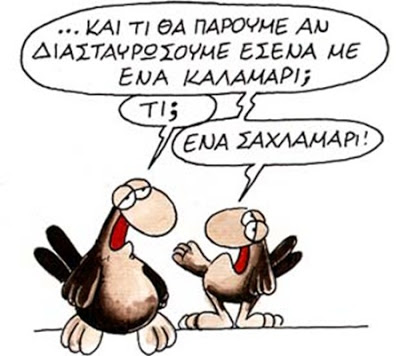 ...ΚΑΙ ΤΙ ΘΑ ΠΑΡΟΥΜΕ ΑΝ
ΔΙΑΣΤΑΥΡΩΣΟΥΜΕ ΕΣΕΝΑ ΜΕ
ΕΝΑ ΚΑΛΑΜΑΡΙ;
ΤΙ;
ΕΝΑ ΣΑΧΛΑΜΑΡΙ!